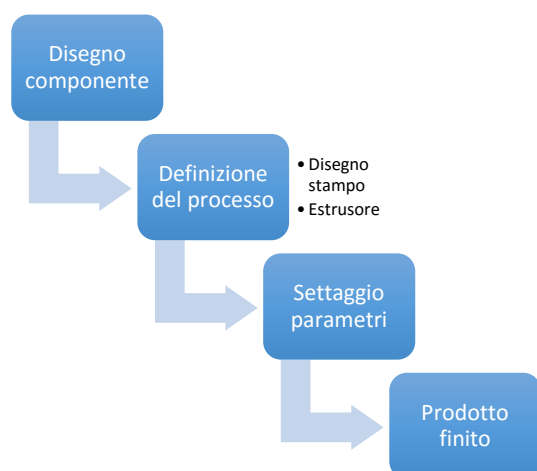 Disegno
componente
Definizione
del processo
• Disegno
stampo
• Estrusore
Settaggio
parametri
Prodotto
finito